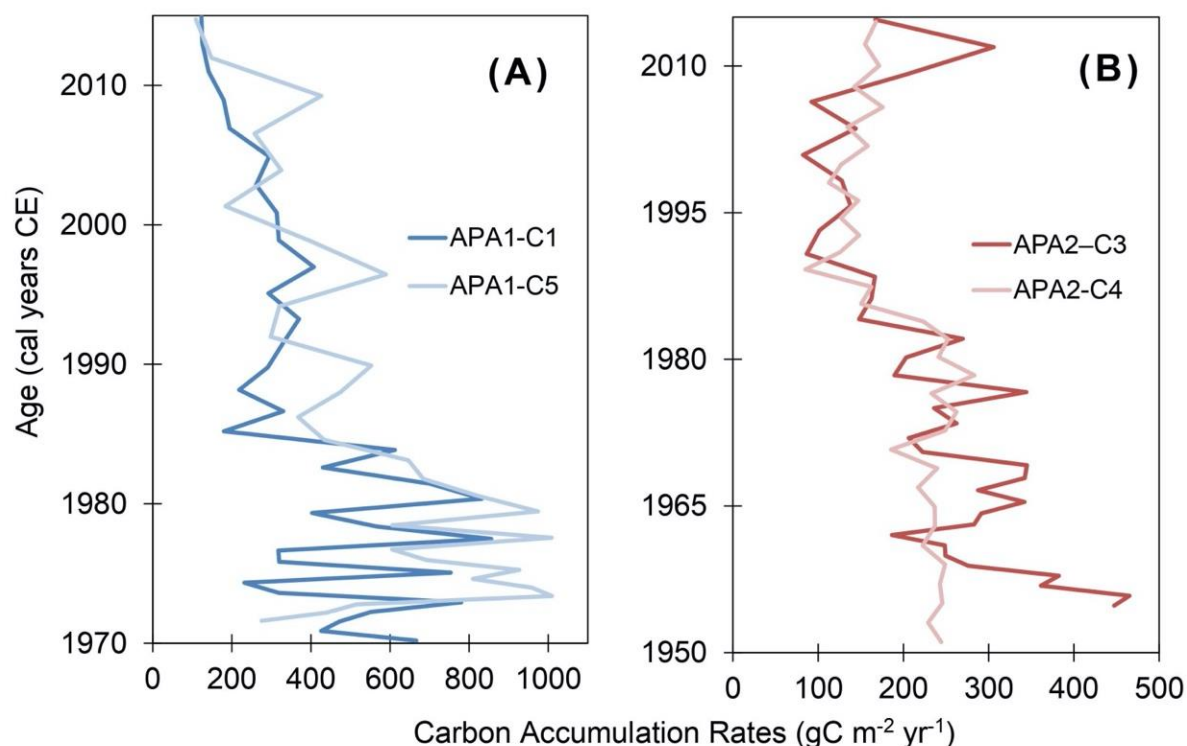 (A)
2010
2000
1990
1980
1970
0 200 400 600 800 1000
APA1-C1
APA1-C5
Age (cal years CE)
(B)
2010
1995
1980
1965
1950
0 100 200 300 400 500
APA2–C3
APA2-C4
Carbon Accumulation Rates (gC m⁻² yr⁻¹)